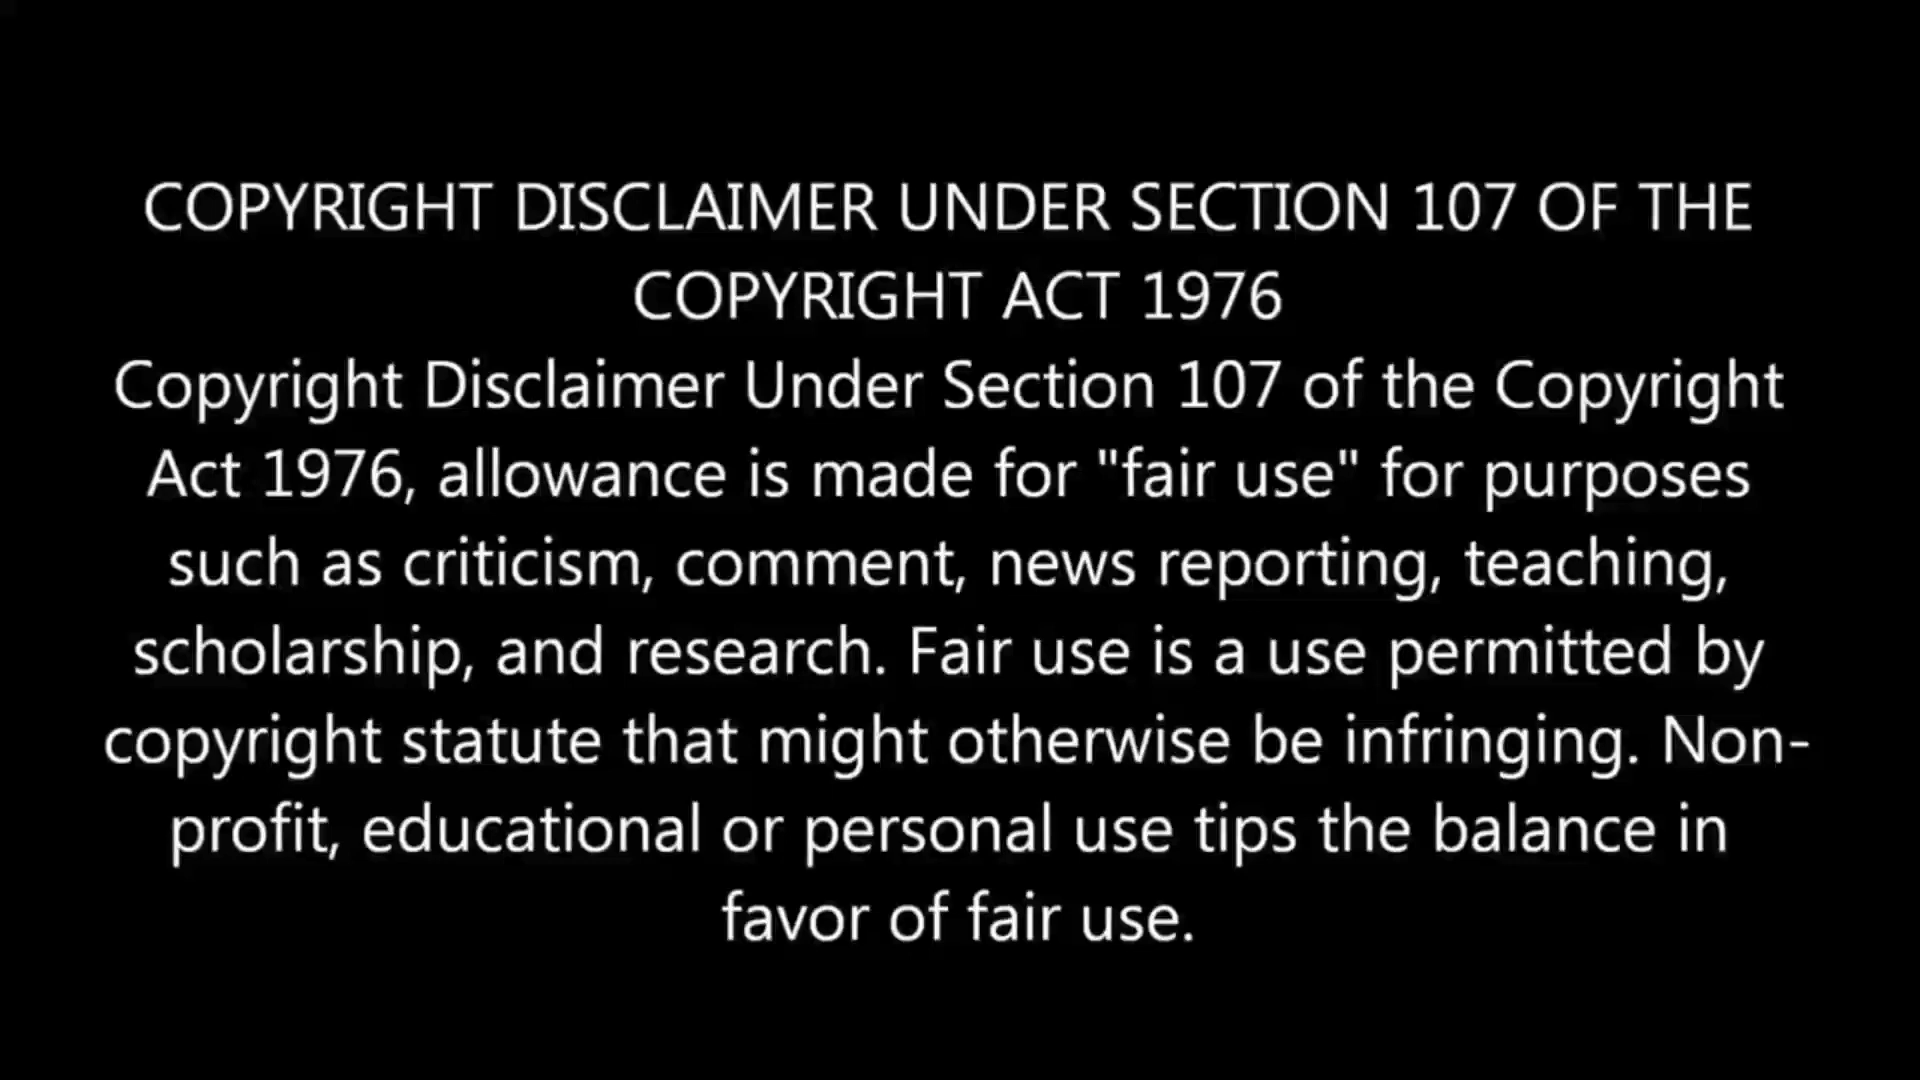 COPYRIGHT DISCLAIMER UNDER SECTION 107 OF THE
COPYRIGHT ACT 1976
Copyright Disclaimer Under Section 107 of the Copyright
Act 1976, allowance is made for "fair use" for purposes
such as criticism, comment, news reporting, teaching,
scholarship, and research. Fair use is a use permitted by
copyright statute that might otherwise be infringing. Non-
profit, educational or personal use tips the balance in
favor of fair use.